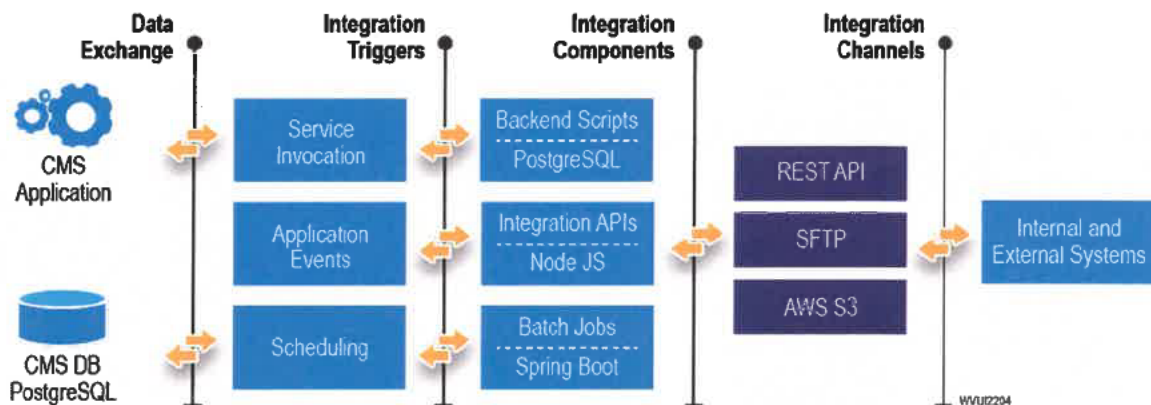 Data
Exchange
Integration
Triggers
Integration
Components
Integration
Channels
CMS
Application
CMS DB
PostgreSQL
Service
Invocation
Application
Events
Scheduling
Backend Scripts
PostgreSQL
Integration APIs
Node JS
Batch Jobs
Spring Boot
REST API
SFTP
AWS S3
Internal and
External Systems
WVUI2204